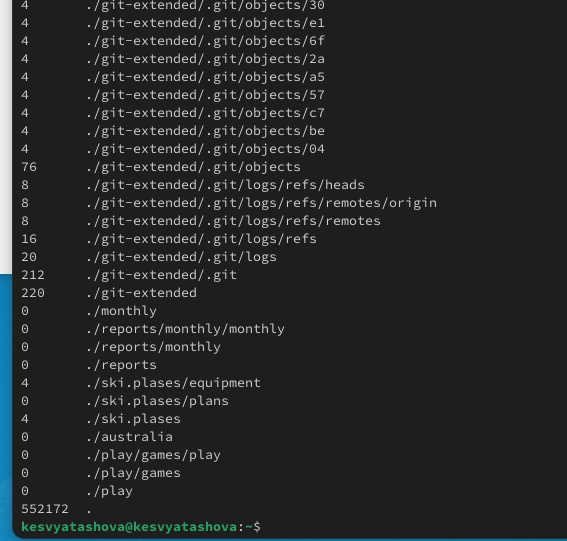 4 ./git-extended/.git/objects/30
4 ./git-extended/.git/objects/e1
4 ./git-extended/.git/objects/6f
4 ./git-extended/.git/objects/2a
4 ./git-extended/.git/objects/a5
4 ./git-extended/.git/objects/57
4 ./git-extended/.git/objects/c7
4 ./git-extended/.git/objects/be
4 ./git-extended/.git/objects/04
76 ./git-extended/.git/objects
8 ./git-extended/.git/logs/refs/heads
8 ./git-extended/.git/logs/refs/remotes/origin
8 ./git-extended/.git/logs/refs/remotes
16 ./git-extended/.git/logs/refs
20 ./git-extended/.git/logs
212 ./git-extended/.git
220 ./git-extended
0 ./monthly
0 ./reports/monthly/monthly
0 ./reports/monthly
0 ./reports
4 ./ski.plases/equipment
0 ./ski.plases/plans
4 ./ski.plases
0 ./australia
0 ./play/games/play
0 ./play/games
0 ./play
552172 .
kesvyatashova@kesvyatashova:~$